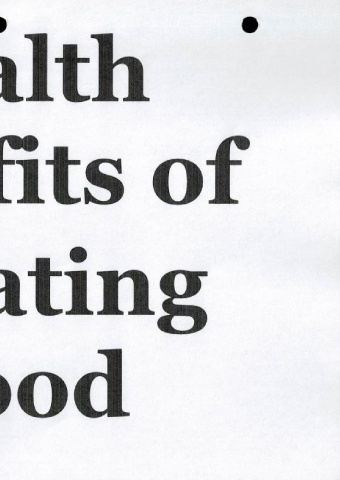 alth
fits of
ating
ood